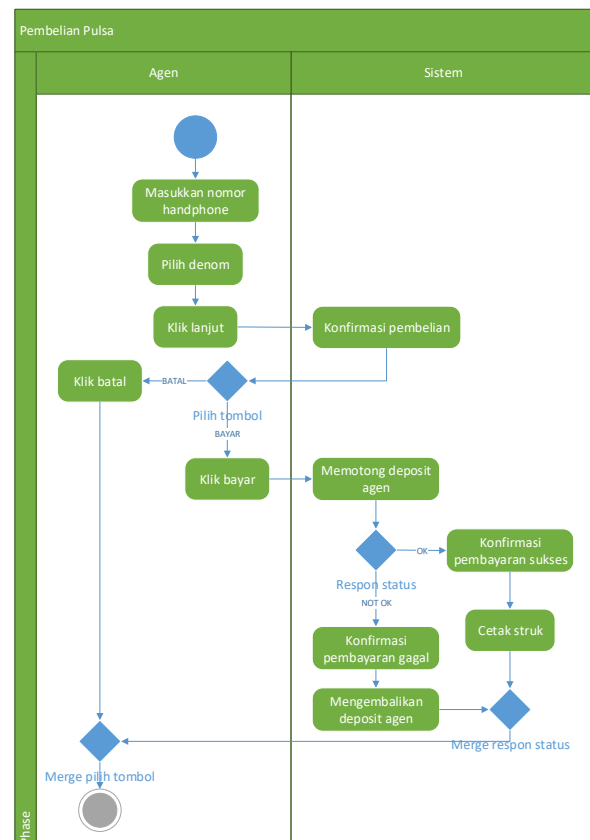 Pembelian Pulsa
Agen
Sistem
Masukkan nomor
handphone
Pilih denom
Klik lanjut
Konfirmasi pembelian
Klik batal
BATAL
Pilih tombol
BAYAR
Klik bayar
Memotong deposit
agen
Respon status
OK
Konfirmasi
pembayaran sukses
NOT OK
Konfirmasi
pembayaran gagal
Cetak struk
Mengembalikan
deposit agen
Merge respon status
Merge pilih tombol
Phase